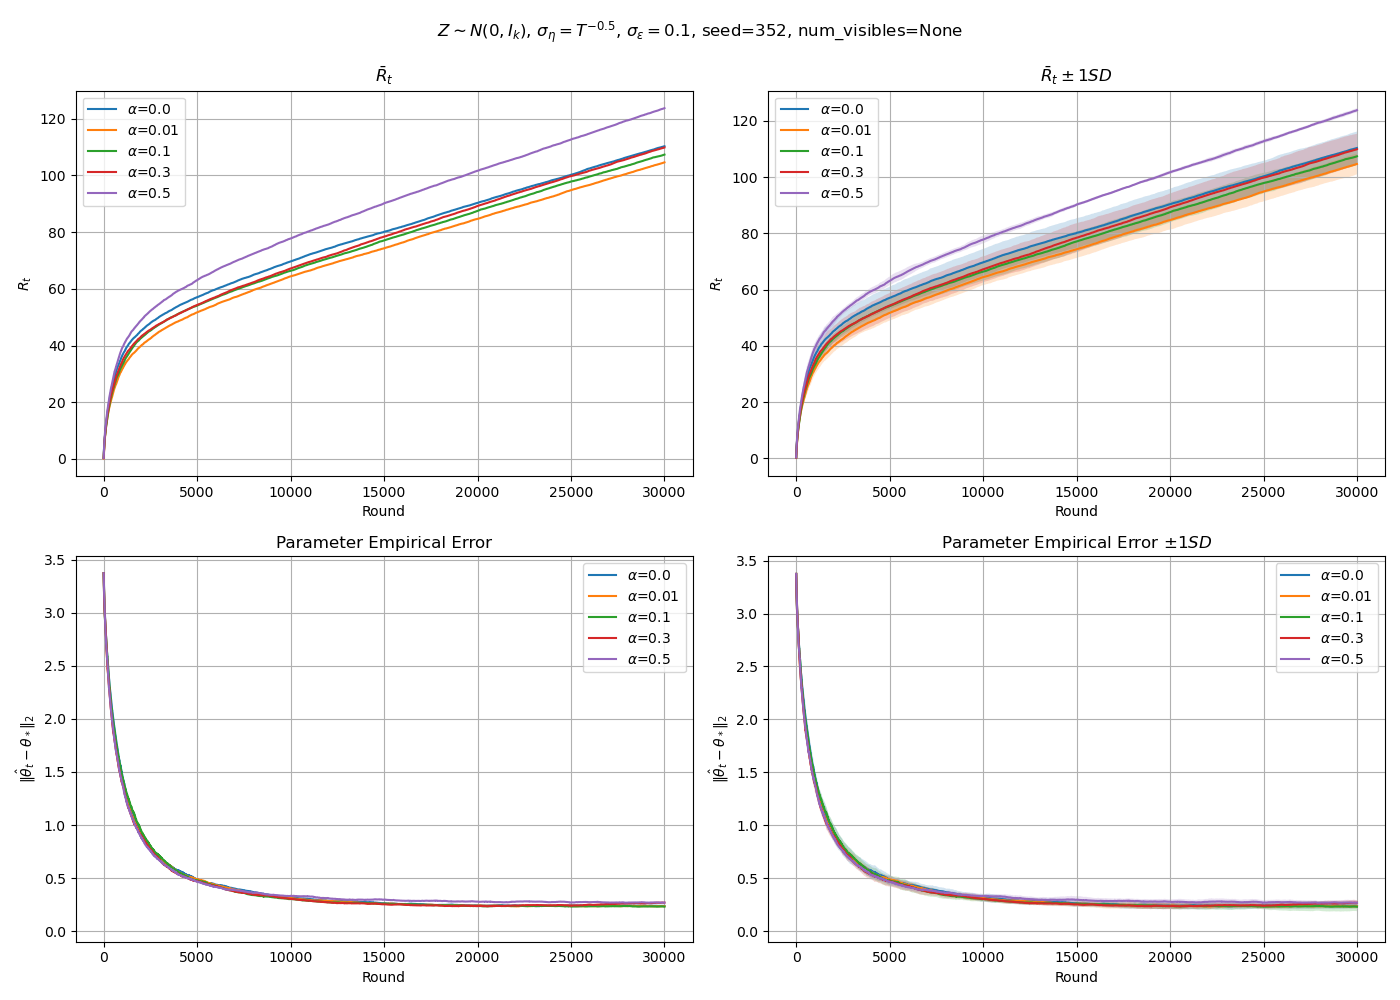 Z ∼ N(0, I_k), σ_η = T^{−0.5}, σ_ε = 0.1, seed=352, num_visibles=None
R̄_t
R_t
120
100
80
60
40
20
0
α=0.0
α=0.01
α=0.1
α=0.3
α=0.5
0 5000 10000 15000 20000 25000 30000
Round
R̄_t ± 1SD
R_t
120
100
80
60
40
20
0
α=0.0
α=0.01
α=0.1
α=0.3
α=0.5
0 5000 10000 15000 20000 25000 30000
Round
Parameter Empirical Error
‖θ̂_t − θ_*‖_2
3.5
3.0
2.5
2.0
1.5
1.0
0.5
0.0
α=0.0
α=0.01
α=0.1
α=0.3
α=0.5
0 5000 10000 15000 20000 25000 30000
Round
Parameter Empirical Error ±1SD
‖θ̂_t − θ_*‖_2
3.5
3.0
2.5
2.0
1.5
1.0
0.5
0.0
α=0.0
α=0.01
α=0.1
α=0.3
α=0.5
0 5000 10000 15000 20000 25000 30000
Round